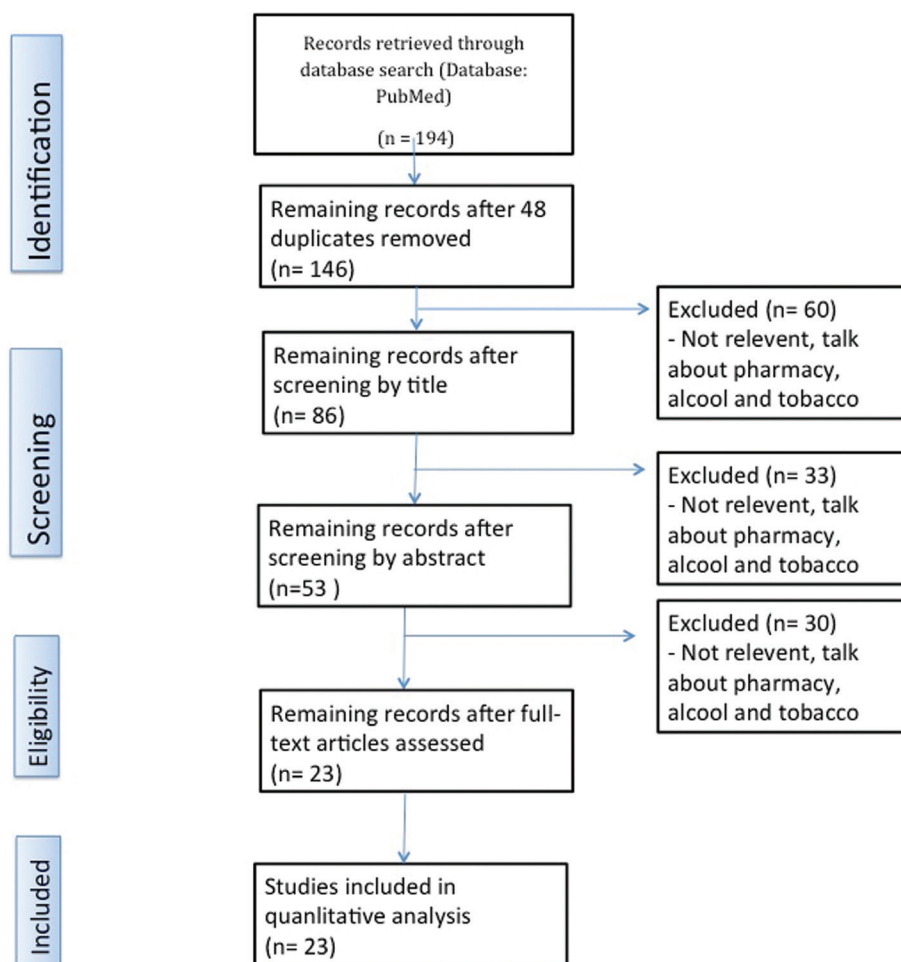 Identification
Records retrieved through
database search (Database:
PubMed)
(n = 194)
Remaining records after 48
duplicates removed
(n= 146)
Excluded (n= 60)
- Not relevent, talk
about pharmacy,
alcool and tobacco
Screening
Remaining records after
screening by title
(n= 86)
Excluded (n= 33)
- Not relevent, talk
about pharmacy,
alcool and tobacco
Remaining records after
screening by abstract
(n=53 )
Excluded (n= 30)
- Not relevent, talk
about pharmacy,
alcool and tobacco
Eligibility
Remaining records after full-
text articles assessed
(n= 23)
Included
Studies included in
quanlitative analysis
(n= 23)